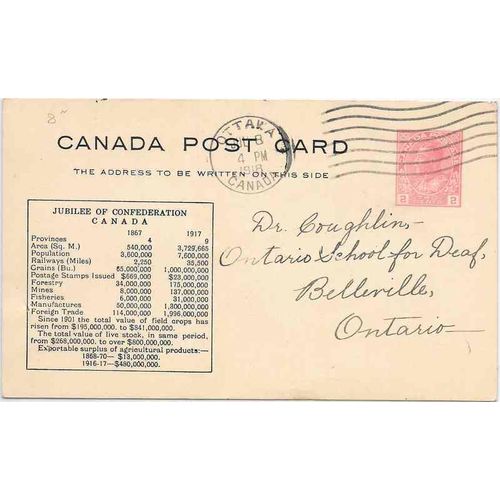 8
OTTAWA
4 PM
1918
CANADA
CANADA POST CARD
THE ADDRESS TO BE WRITTEN ON THIS SIDE
2 2
JUBILEE OF CONFEDERATION
CANADA
1867 1917
Provinces 4 9
Area (Sq. M.) 540,000 3,729,665
Population 3,600,000 7,600,000
Railways (Miles) 2,250 35,500
Grains (Bu.) 65,000,000 1,000,000,000
Postage Stamps Issued $669,000 $23,000,000
Forestry 34,000,000 175,000,000
Mines 8,000,000 137,000,000
Fisheries 6,000,000 31,000,000
Manufactures 50,000,000 1,300,000,000
Foreign Trade 114,000,000 1,996,000,000
Since 1901 the total value of field crops has
risen from $195,000,000 to $841,000,000.
The total value of live stock, in same period,
from $268,000,000 to over $800,000,000.
Exportable surplus of agricultural products:—
1868-70— $13,000,000.
1916-17—$480,000,000.
Dr. Coughlin
Ontario School for Deaf,
Belleville,
Ontario